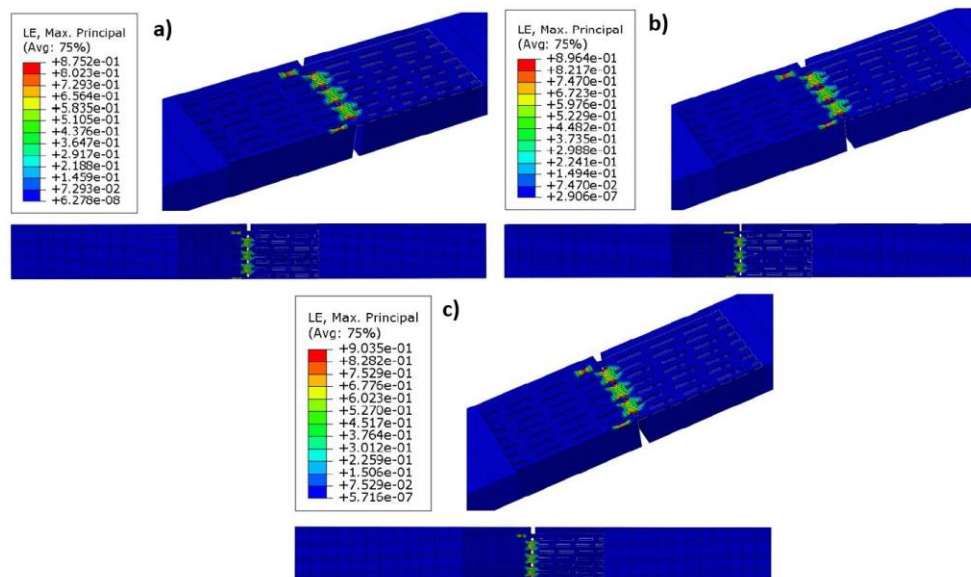 a)
LE, Max. Principal
(Avg: 75%)
+8.752e-01
+8.023e-01
+7.293e-01
+6.564e-01
+5.835e-01
+5.105e-01
+4.376e-01
+3.647e-01
+2.917e-01
+2.188e-01
+1.459e-01
+7.293e-02
+6.278e-08
b)
LE, Max. Principal
(Avg: 75%)
+8.964e-01
+8.217e-01
+7.470e-01
+6.723e-01
+5.976e-01
+5.229e-01
+4.482e-01
+3.735e-01
+2.988e-01
+2.241e-01
+1.494e-01
+7.470e-02
+2.906e-07
c)
LE, Max. Principal
(Avg: 75%)
+9.035e-01
+8.282e-01
+7.529e-01
+6.776e-01
+6.023e-01
+5.270e-01
+4.517e-01
+3.764e-01
+3.012e-01
+2.259e-01
+1.506e-01
+7.529e-02
+5.716e-07